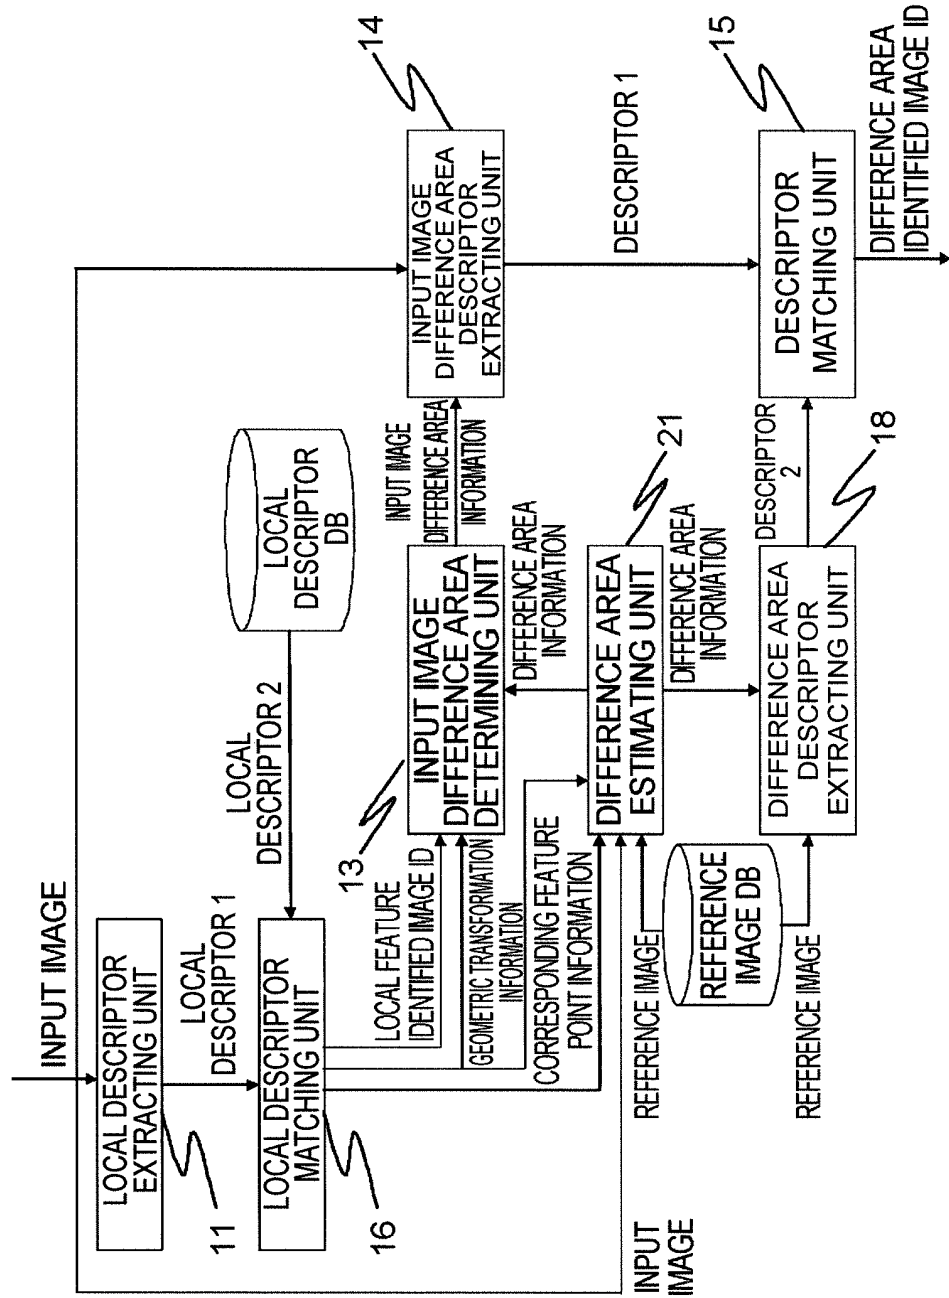 INPUT IMAGE
LOCAL DESCRIPTOR
EXTRACTING UNIT
11
LOCAL
DESCRIPTOR 1
LOCAL DESCRIPTOR
MATCHING UNIT
16
LOCAL
DESCRIPTOR 2
LOCAL
DESCRIPTOR
DB
LOCAL FEATURE
IDENTIFIED IMAGE ID
GEOMETRIC TRANSFORMATION
INFORMATION
CORRESPONDING FEATURE
POINT INFORMATION
13
INPUT IMAGE
DIFFERENCE AREA
DETERMINING UNIT
INPUT IMAGE
DIFFERENCE AREA
INFORMATION
14
INPUT IMAGE
DIFFERENCE AREA
DESCRIPTOR
EXTRACTING UNIT
DIFFERENCE AREA
INFORMATION
21
DIFFERENCE AREA
ESTIMATING UNIT
DIFFERENCE AREA
INFORMATION
REFERENCE IMAGE
REFERENCE
IMAGE DB
REFERENCE IMAGE
INPUT
IMAGE
18
DIFFERENCE AREA
DESCRIPTOR
EXTRACTING UNIT
DESCRIPTOR
2
DESCRIPTOR 1
15
DESCRIPTOR
MATCHING UNIT
DIFFERENCE AREA
IDENTIFIED IMAGE ID